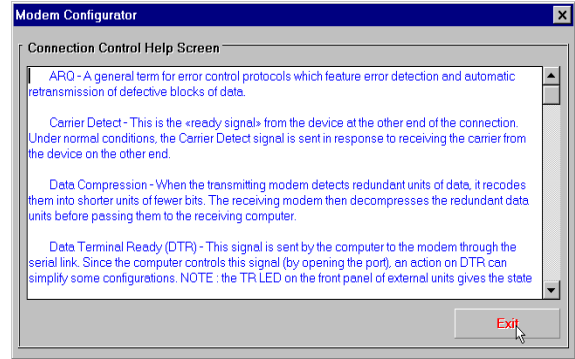 Modem Configurator
Connection Control Help Screen
ARQ - A general term for error control protocols which feature error detection and automatic
retransmission of defective blocks of data.
Carrier Detect - This is the «ready signal» from the device at the other end of the connection.
Under normal conditions, the Carrier Detect signal is sent in response to receiving the carrier from
the device on the other end.
Data Compression - When the transmitting modem detects redundant units of data, it recodes
them into shorter units of fewer bits. The receiving modem then decompresses the redundant data
units before passing them to the receiving computer.
Data Terminal Ready (DTR) - This signal is sent by the computer to the modem through the
serial link. Since the computer controls this signal (by opening the port), an action on DTR can
simplify some configurations. NOTE : the TR LED on the front panel of external units gives the state
Exit